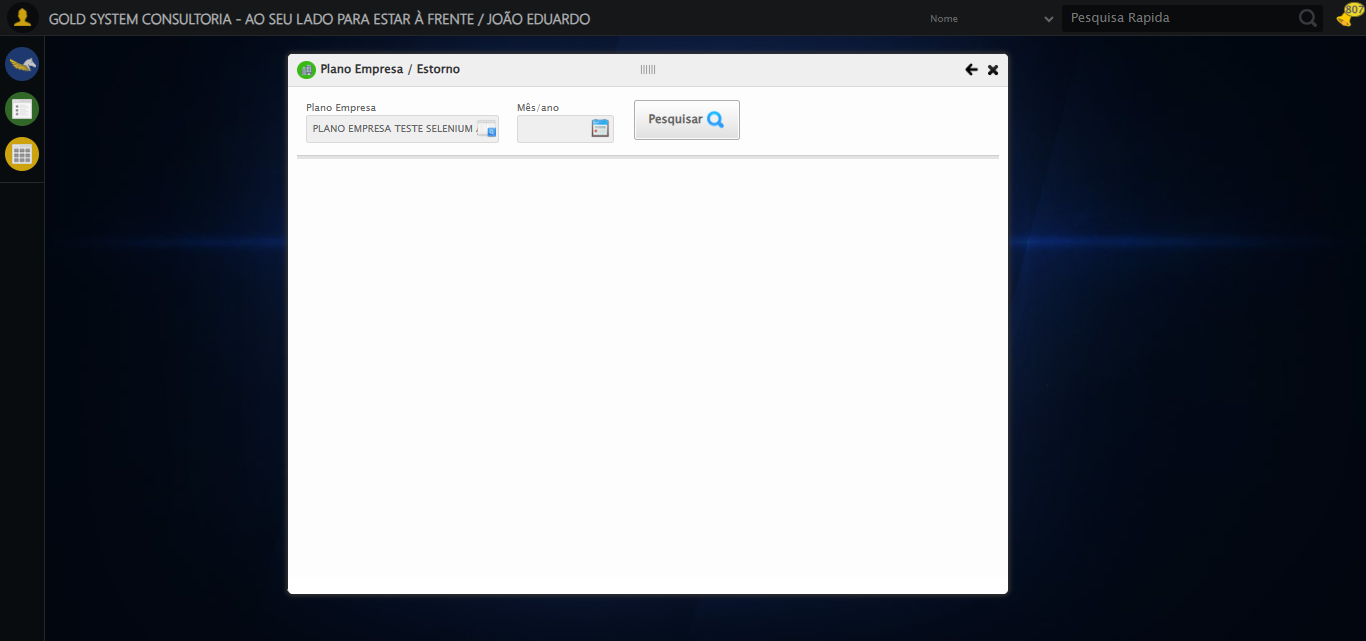 GOLD SYSTEM CONSULTORIA - AO SEU LADO PARA ESTAR À FRENTE / JOÃO EDUARDO
Nome
Pesquisa Rapida
807
Plano Empresa / Estorno
Plano Empresa
Mês/ano
PLANO EMPRESA TESTE SELENIUM
Pesquisar